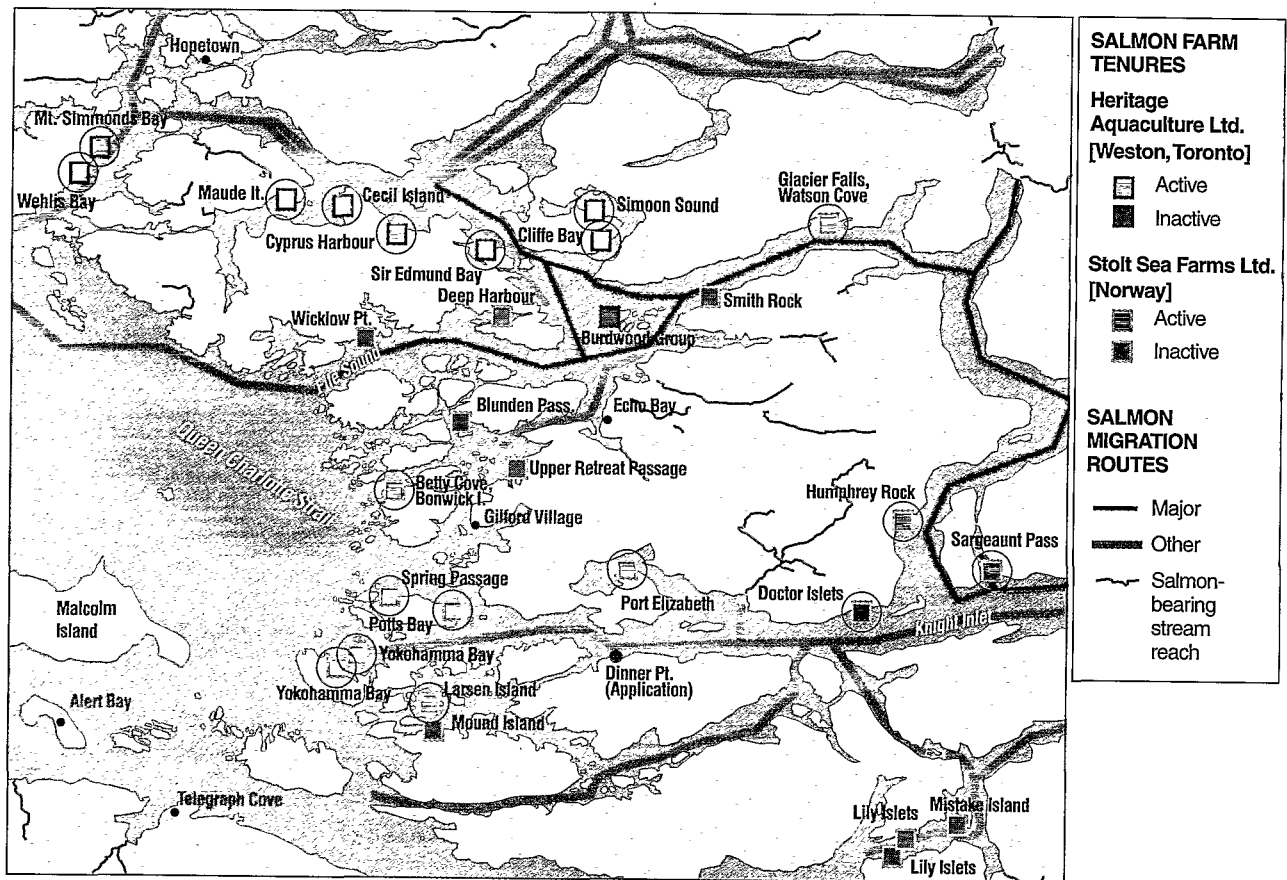 Hopetown
Mt. Simmonds Bay
Wehlis Bay
Maude It.
Cecil Island
Cyprus Harbour
Sir Edmund Bay
Simoon Sound
Cliffe Bay
Glacier Falls,
Watson Cove
Deep Harbour
Smith Rock
Wicklow Pt.
Burdwood Group
Fife Sound
Blunden Pass.
Echo Bay
Queen Charlotte Strait
Upper Retreat Passage
Betty Cove,
Bonwick I.
Gilford Village
Humphrey Rock
Sargeaunt Pass
Spring Passage
Port Elizabeth
Doctor Islets
Malcolm
Island
Potts Bay
Knight Inlet
Yokohamma Bay
Yokohamma Bay
Dinner Pt.
(Application)
Larsen Island
Alert Bay
Mound Island
Telegraph Cove
Lily Islets
Mistake Island
Lily Islets
SALMON FARM
TENURES
Heritage
Aquaculture Ltd.
[Weston, Toronto]
Active
Inactive
Stolt Sea Farms Ltd.
[Norway]
Active
Inactive
SALMON
MIGRATION
ROUTES
Major
Other
Salmon-
bearing
stream
reach